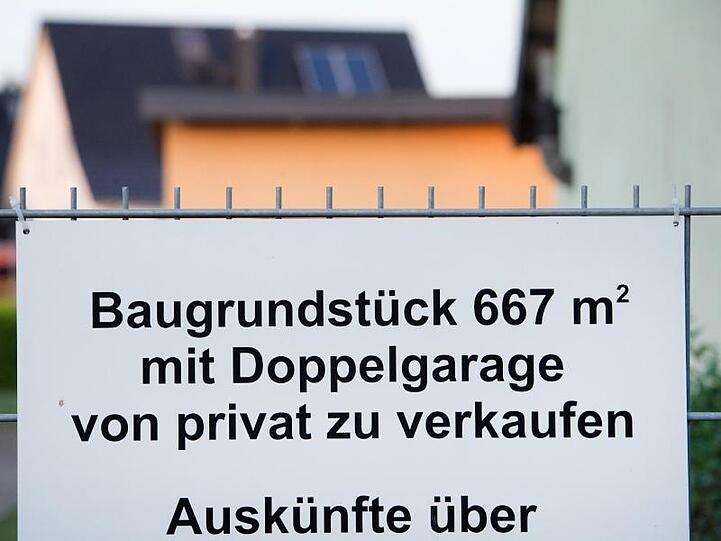 Baugrundstück 667 m²
mit Doppelgarage
von privat zu verkaufen
Auskünfte über